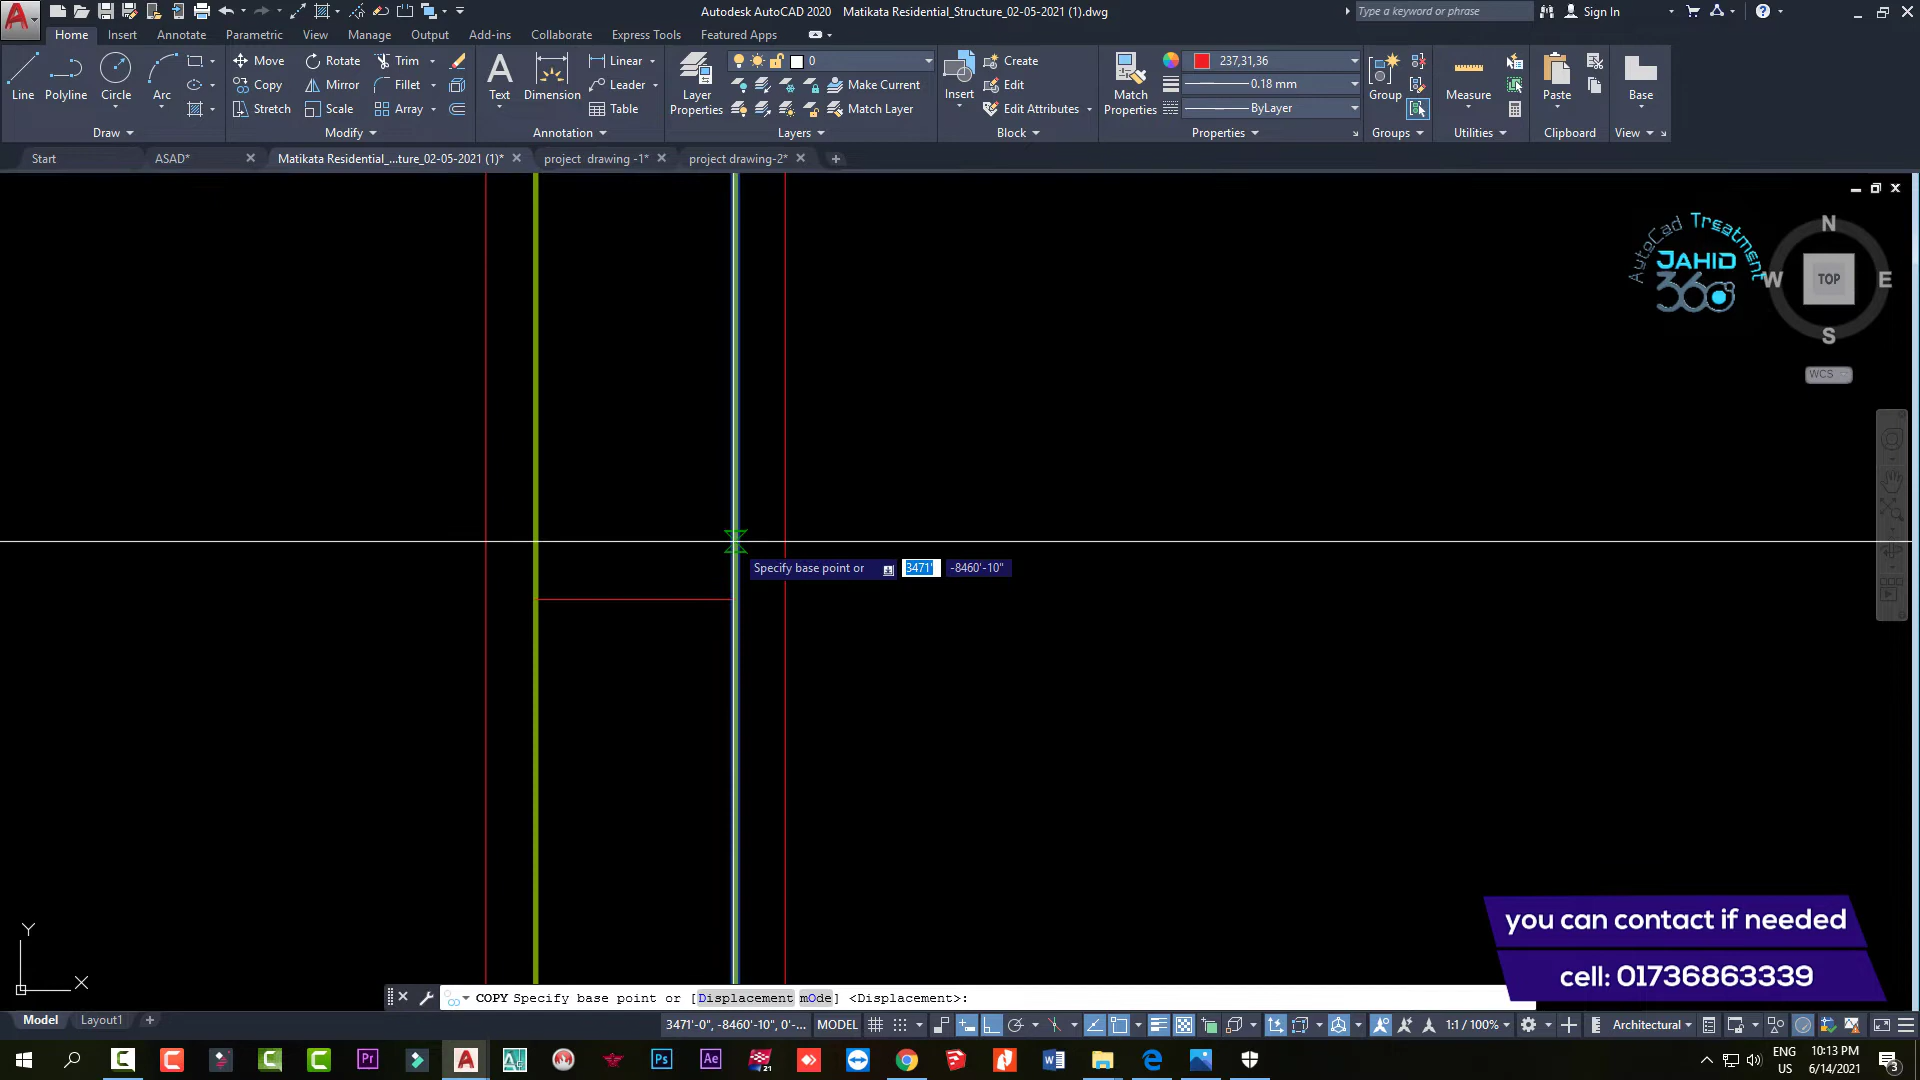 Autodesk AutoCAD 2020 Matikata Residential_Structure_02-05-2021 (1).dwg
Type a keyword or phrase
Sign In
Home Insert Annotate Parametric View Manage Output Add-ins Collaborate Express Tools Featured Apps
Line Polyline Circle Arc
Move Rotate Trim
Copy Mirror Fillet
Stretch Scale Array
Text Dimension
Linear
Leader
Table
Layer Properties
0
Make Current
Match Layer
Insert
Create
Edit
Edit Attributes
Match Properties
237,31,36
0.18 mm
ByLayer
Group
Measure
Paste
Base
Draw Modify Annotation Layers Block Properties Groups Utilities Clipboard View
Start ASAD* Matikata Residential_...ture_02-05-2021 (1)* project drawing -1* project drawing-2*
AutoCad Treatment
JAHID
360
N
W TOP E
S
WCS
Specify base point or 3471' -8460'-10"
you can contact if needed
cell: 01736863339
Y
X
COPY Specify base point or [Displacement mOde] <Displacement>:
Model Layout1
3471'-0", -8460'-10", 0'-... MODEL 1:1 / 100% Architectural
Pr Ps Ae 21
ENG
US
10:13 PM
6/14/2021
3